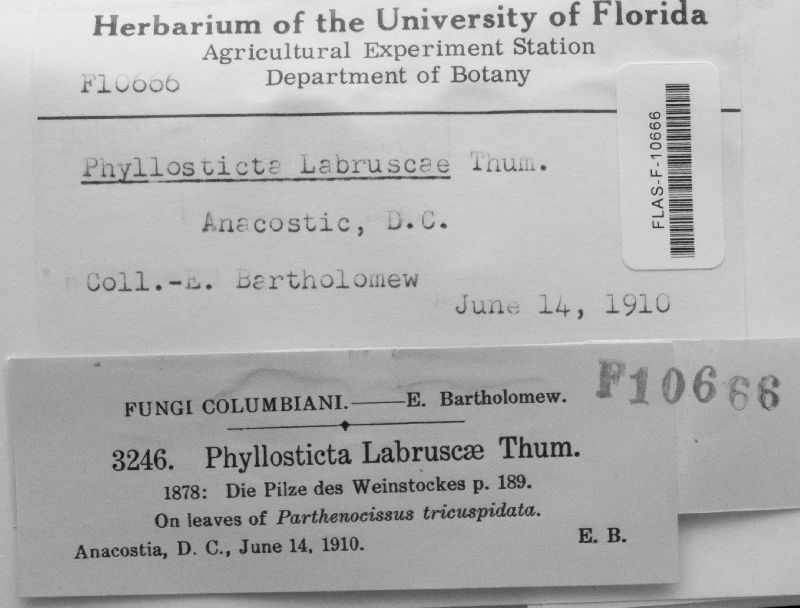 Herbarium of the University of Florida
Agricultural Experiment Station
F10666
Department of Botany
FLAS-F-10666
Phyllosticta Labruscae Thum.
Anacostic, D.C.
Coll.-E. Bartholomew
June 14, 1910
F10666
FUNGI COLUMBIANI.——E. Bartholomew.
3246. Phyllosticta Labruscæ Thum.
1878: Die Pilze des Weinstockes p. 189.
On leaves of Parthenocissus tricuspidata.
Anacostia, D. C., June 14, 1910.
E. B.